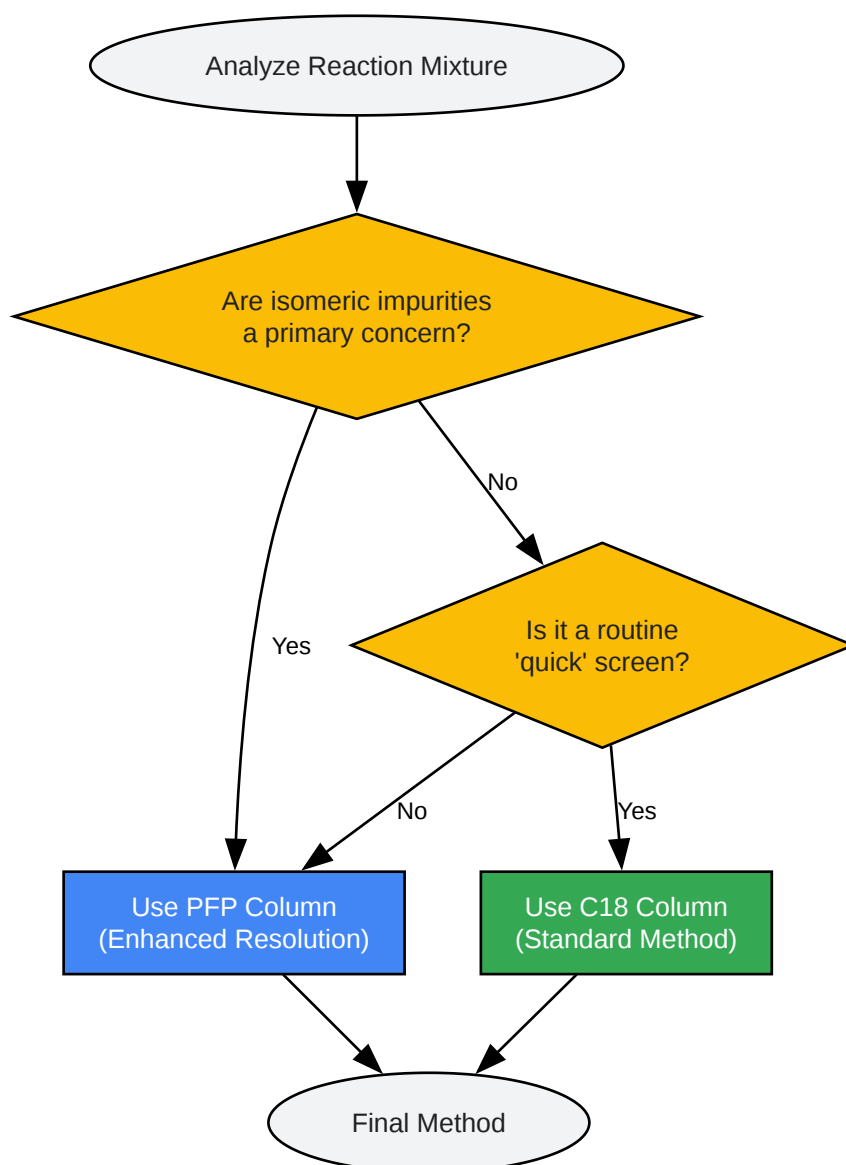 Analyze Reaction Mixture
Are isomeric impurities
a primary concern?
No
Is it a routine
'quick' screen?
Yes
No
Yes
Use PFP Column
(Enhanced Resolution)
Use C18 Column
(Standard Method)
Final Method